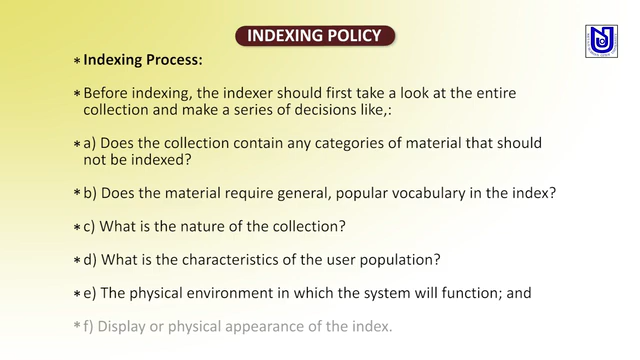 INDEXING POLICY
* Indexing Process:
* Before indexing, the indexer should first take a look at the entire
collection and make a series of decisions like,:
* a) Does the collection contain any categories of material that should
not be indexed?
* b) Does the material require general, popular vocabulary in the index?
* c) What is the nature of the collection?
* d) What is the characteristics of the user population?
* e) The physical environment in which the system will function; and
* f) Display or physical appearance of the index.